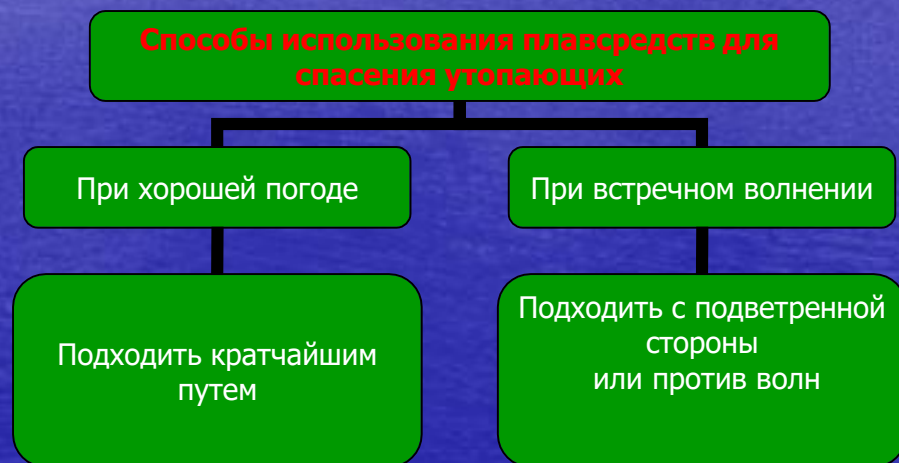 Способы использования плавсредств для
спасения утопающих
При хорошей погоде
При встречном волнении
Подходить кратчайшим
путем
Подходить с подветренной
стороны
или против волн